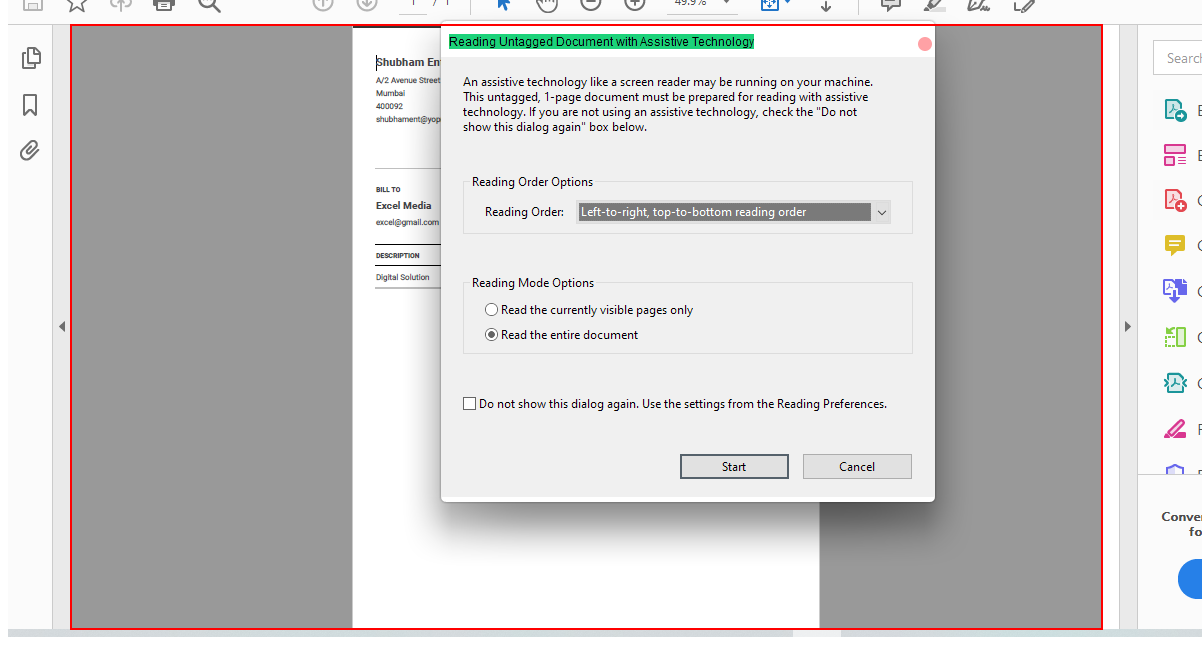 1 / 1
49.9%
Reading Untagged Document with Assistive Technology
Shubham En
A/2 Avenue Street
Mumbai
400092
shubhament@yop
BILL TO
Excel Media
excel@gmail.com
DESCRIPTION
Digital Solution
An assistive technology like a screen reader may be running on your machine.
This untagged, 1-page document must be prepared for reading with assistive
technology. If you are not using an assistive technology, check the "Do not
show this dialog again" box below.
Reading Order Options
Reading Order: Left-to-right, top-to-bottom reading order
Reading Mode Options
Read the currently visible pages only
Read the entire document
Do not show this dialog again. Use the settings from the Reading Preferences.
Start Cancel
Searc
Conve
fo